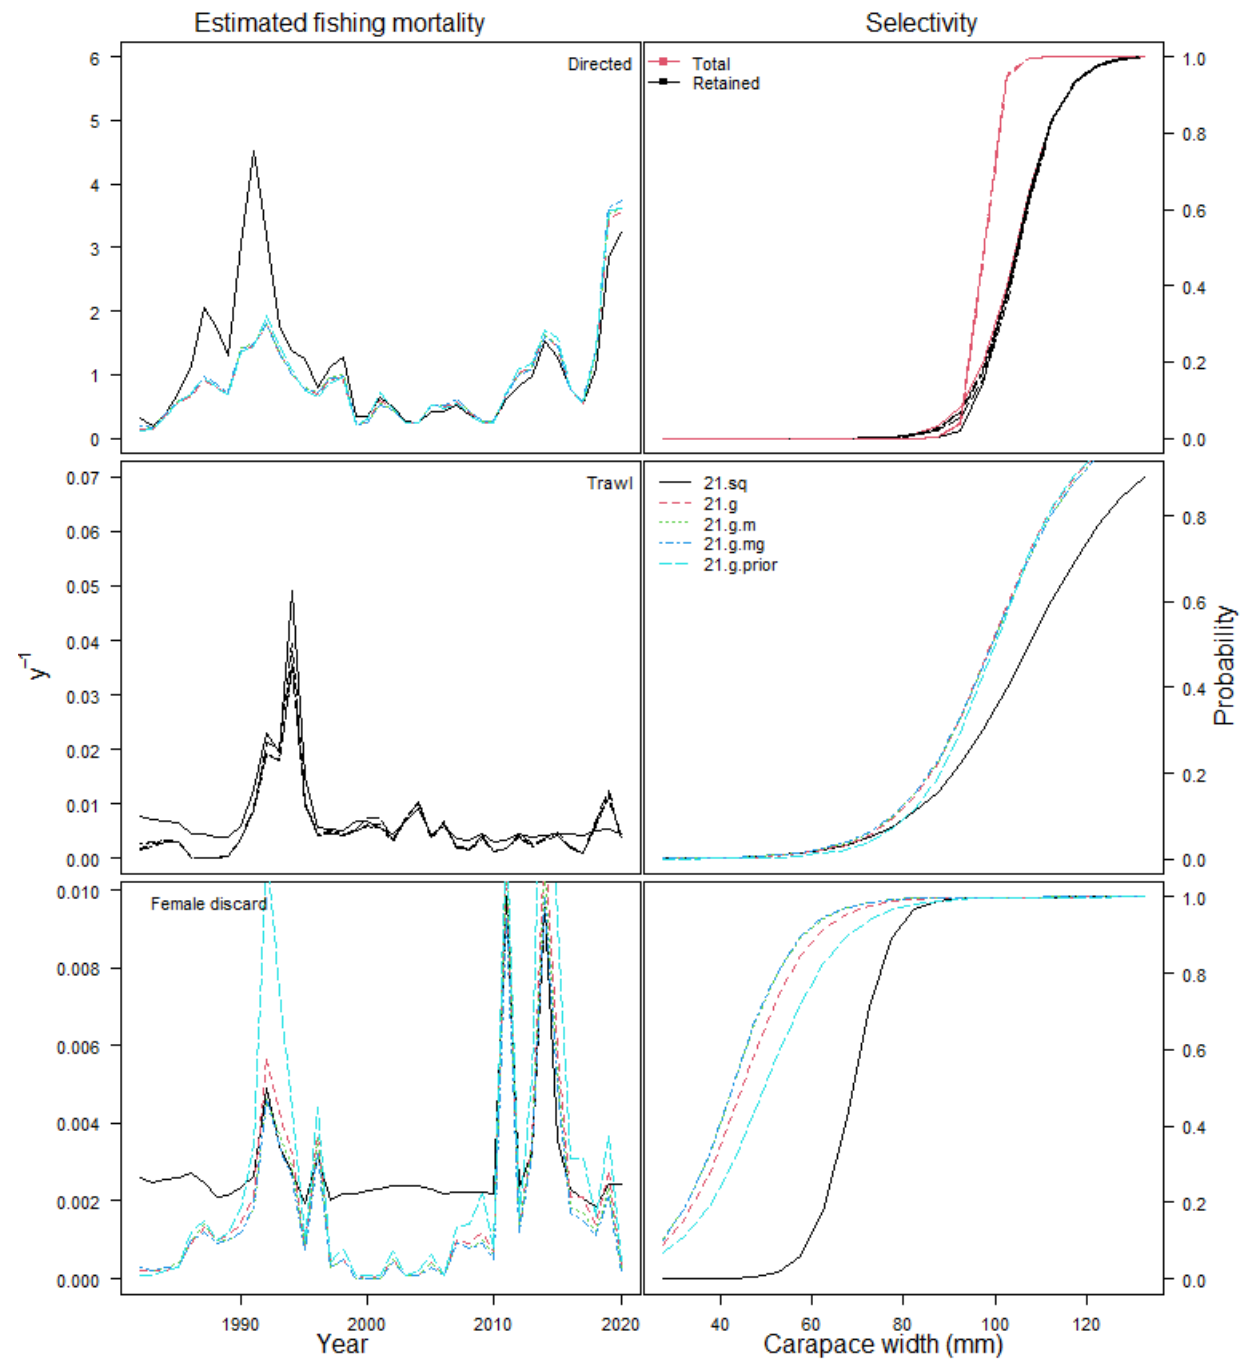 Estimated fishing mortality
Selectivity
Directed
6
5
4
3
2
1
0
Total
Retained
1.0
0.8
0.6
0.4
0.2
0.0
Trawl
0.07
0.06
0.05
0.04
0.03
0.02
0.01
0.00
21.sq
21.g
21.g.m
21.g.mg
21.g.prior
0.8
0.6
0.4
0.2
0.0
y⁻¹
Probability
Female discard
0.010
0.008
0.006
0.004
0.002
0.000
1.0
0.8
0.6
0.4
0.2
0.0
1990
2000
2010
2020
40
60
80
100
120
Year
Carapace width (mm)